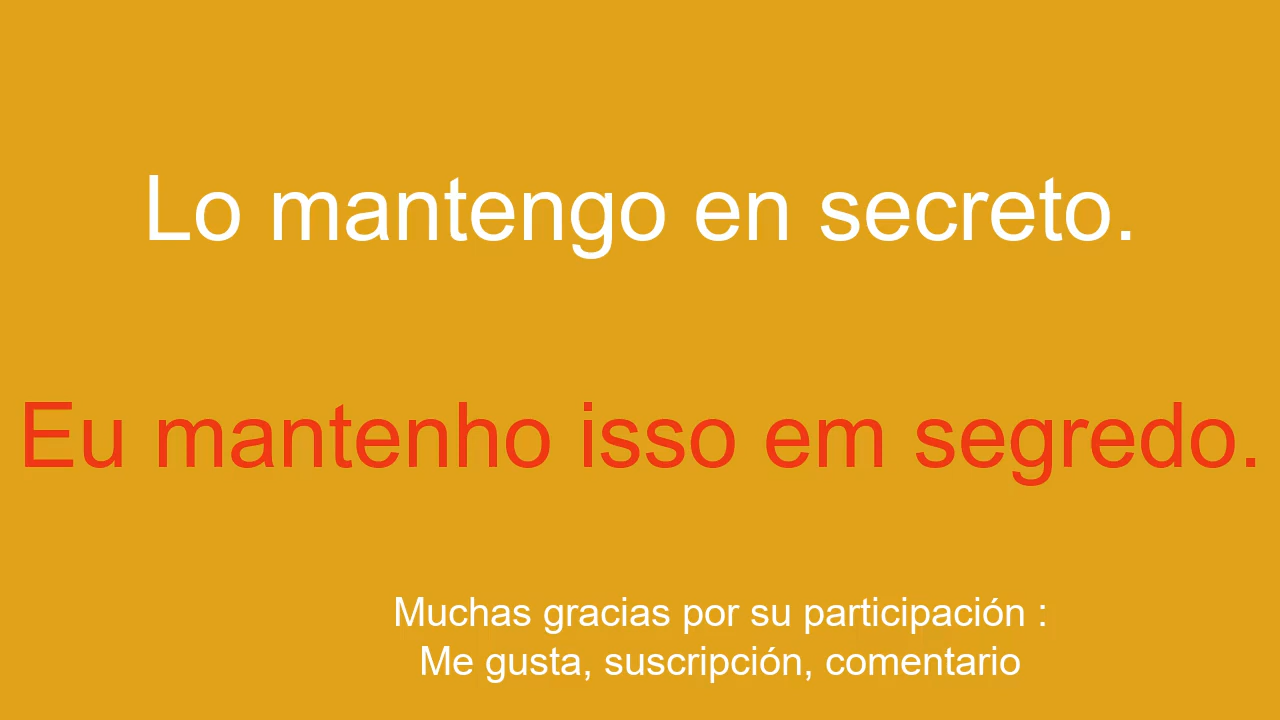 Lo mantengo en secreto.
Eu mantenho isso em segredo.
Muchas gracias por su participación :
Me gusta, suscripción, comentario